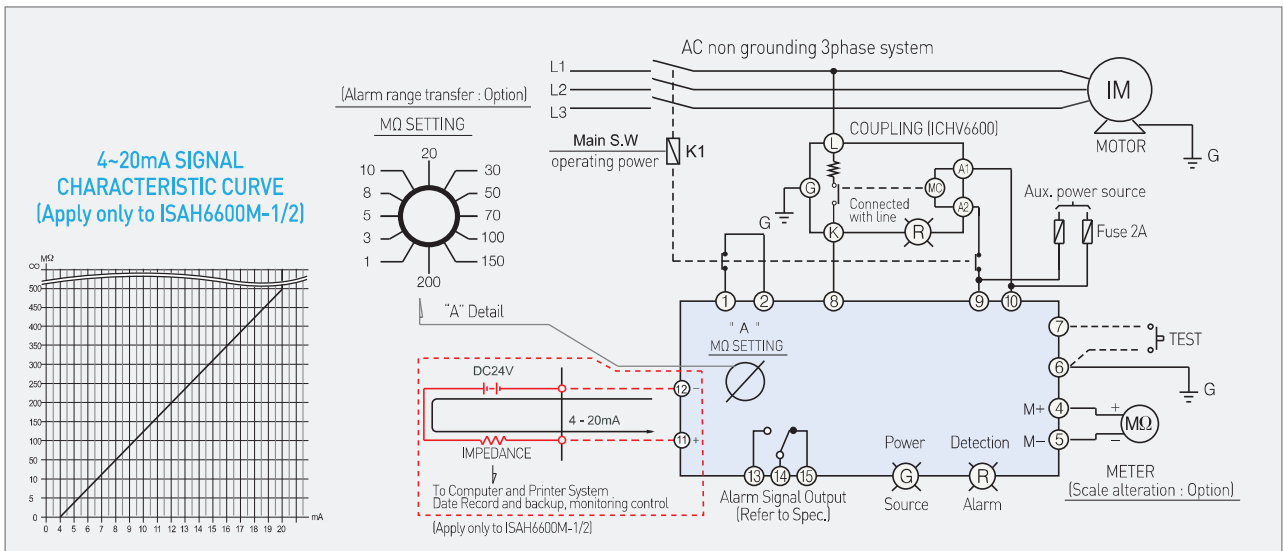 AC non grounding 3phase system
L1
L2
L3
IM
MOTOR
G
(Alarm range transfer : Option)
MΩ SETTING
20
10
30
8
50
5
70
3
100
1
150
200
"A" Detail
4~20mA SIGNAL
CHARACTERISTIC CURVE
(Apply only to ISAH6600M-1/2)
MΩ
∞
500
450
400
350
300
250
200
150
100
50
10
5
0
0 2 4 5 6 7 8 9 10 11 12 13 14 15 16 17 18 19 20
mA
Main S.W
operating power
K1
COUPLING (ICHV6600)
L
G
G
MC
A1
A2
Connected
with line
K
R
Aux. power source
Fuse 2A
G
1
2
8
9
10
" A "
MΩ SETTING
7
TEST
6
G
M+
4
+
MΩ
M-
5
−
METER
(Scale alteration : Option)
DC24V
12
−
4 - 20mA
11
+
IMPEDANCE
To Computer and Printer System
Date Record and backup, monitoring control
(Apply only to ISAH6600M-1/2)
13
14
15
Alarm Signal Output
(Refer to Spec.)
Power
G
Source
Detection
R
Alarm